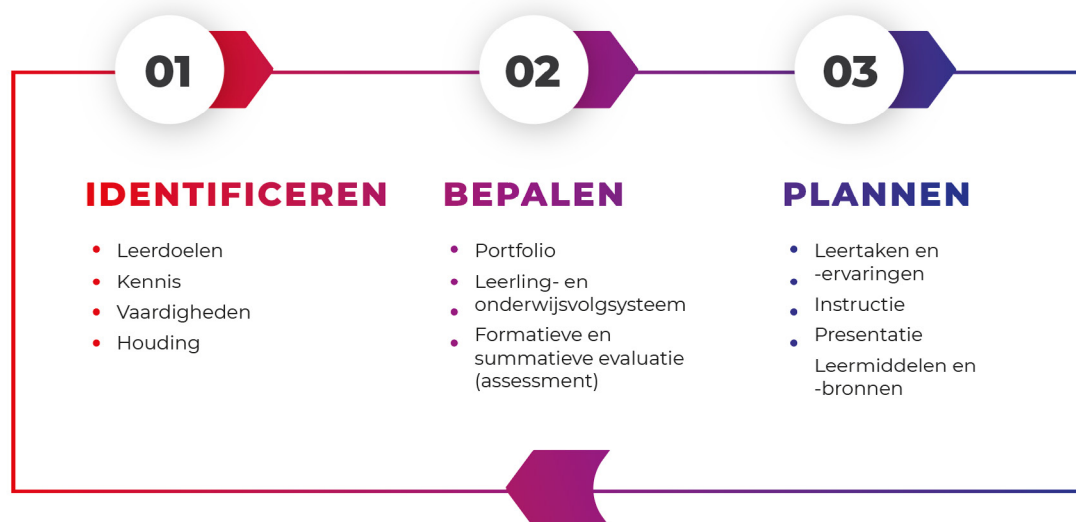 01
IDENTIFICEREN
Leerdoelen
Kennis
Vaardigheden
Houding
02
BEPALEN
Portfolio
Leerling- en
onderwijsvolgsysteem
Formatieve en
summatieve evaluatie
(assessment)
03
PLANNEN
Leertaken en
-ervaringen
Instructie
Presentatie
Leermiddelen en
-bronnen